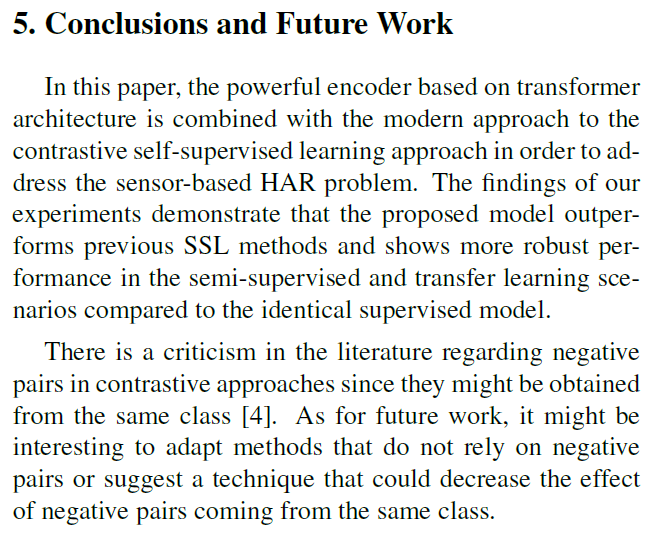 5. Conclusions and Future Work
In this paper, the powerful encoder based on transformer
architecture is combined with the modern approach to the
contrastive self-supervised learning approach in order to ad-
dress the sensor-based HAR problem. The findings of our
experiments demonstrate that the proposed model outper-
forms previous SSL methods and shows more robust per-
formance in the semi-supervised and transfer learning sce-
narios compared to the identical supervised model.
There is a criticism in the literature regarding negative
pairs in contrastive approaches since they might be obtained
from the same class [4]. As for future work, it might be
interesting to adapt methods that do not rely on negative
pairs or suggest a technique that could decrease the effect
of negative pairs coming from the same class.